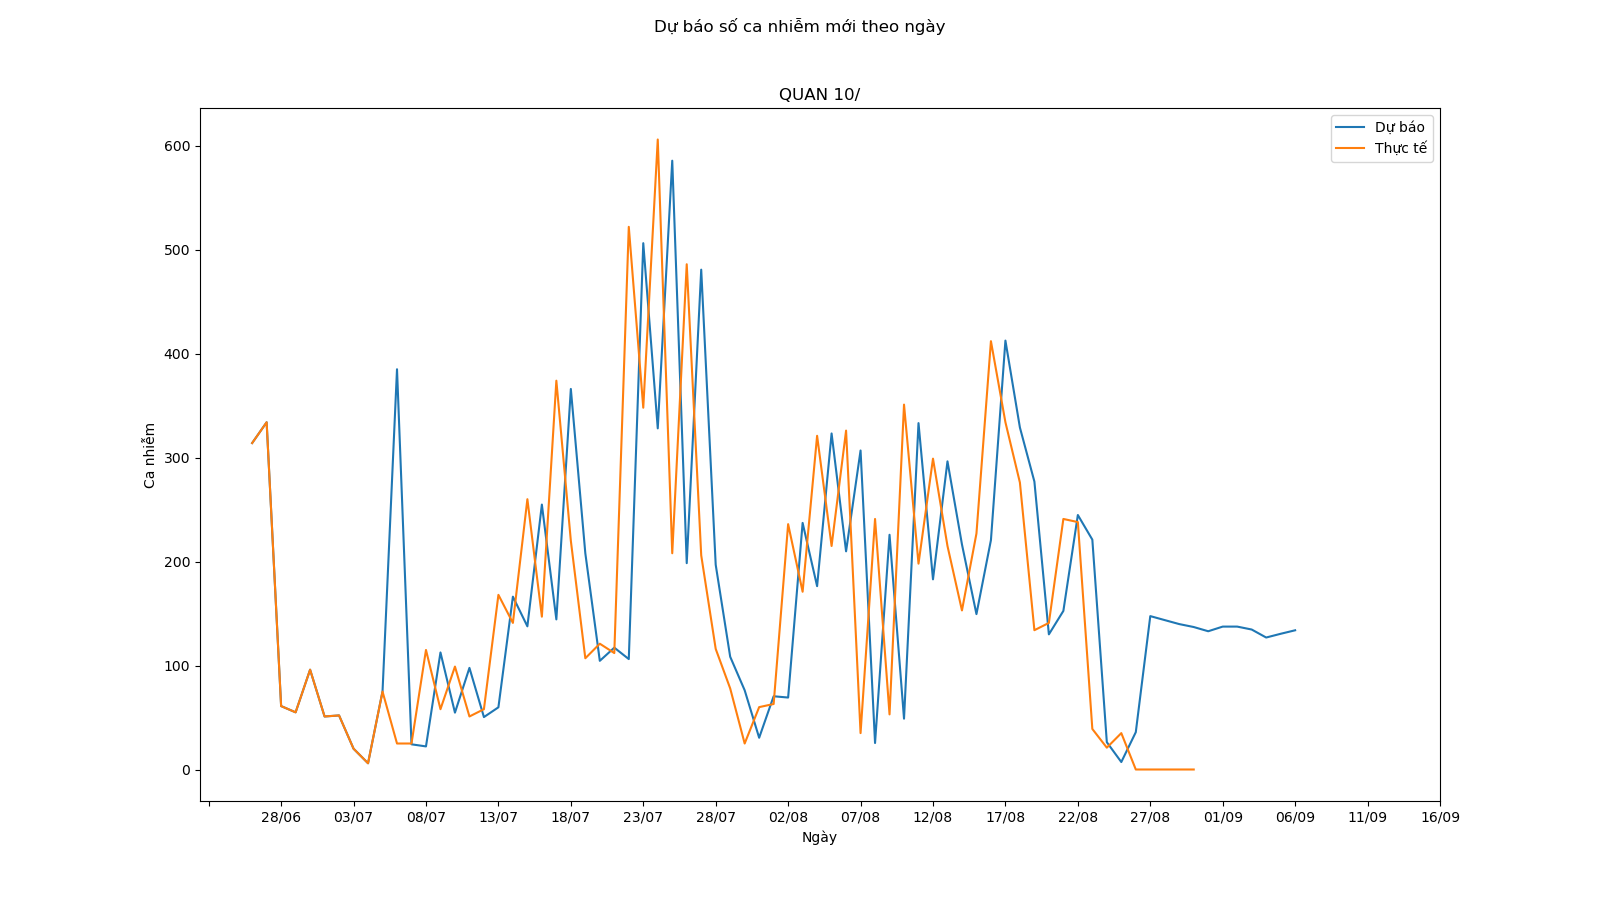 Dự báo số ca nhiễm mới theo ngày
QUAN 10/
Dự báo
Thực tế
600
500
400
300
200
100
0
Ca nhiễm
28/06 03/07 08/07 13/07 18/07 23/07 28/07 02/08 07/08 12/08 17/08 22/08 27/08 01/09 06/09 11/09 16/09
Ngày